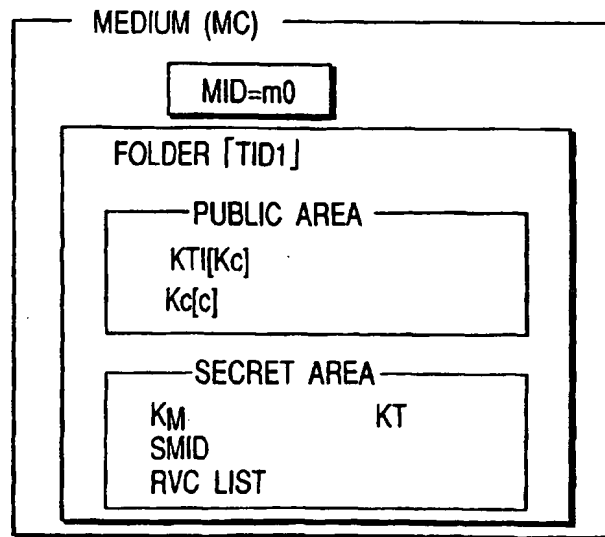 MEDIUM (MC)
MID=m0
FOLDER「TID1」
PUBLIC AREA
KTI[Kc]
Kc[c]
SECRET AREA
KM KT
SMID
RVC LIST